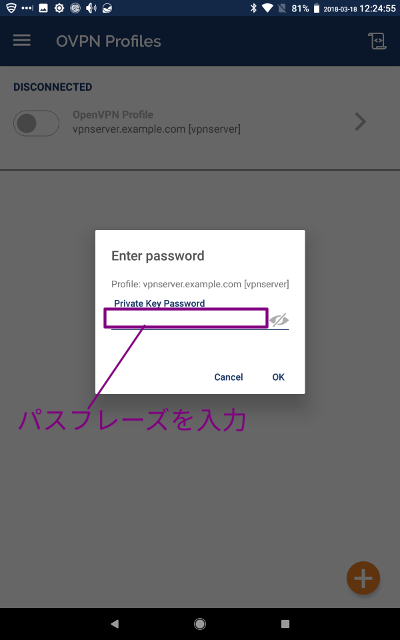 81% 2018-03-18 12:24:55
OVPN Profiles
DISCONNECTED
OpenVPN Profile
vpnserver.example.com [vpnserver]
Enter password
Profile: vpnserver.example.com [vpnserver]
Private Key Password
Cancel OK
パスフレーズを入力